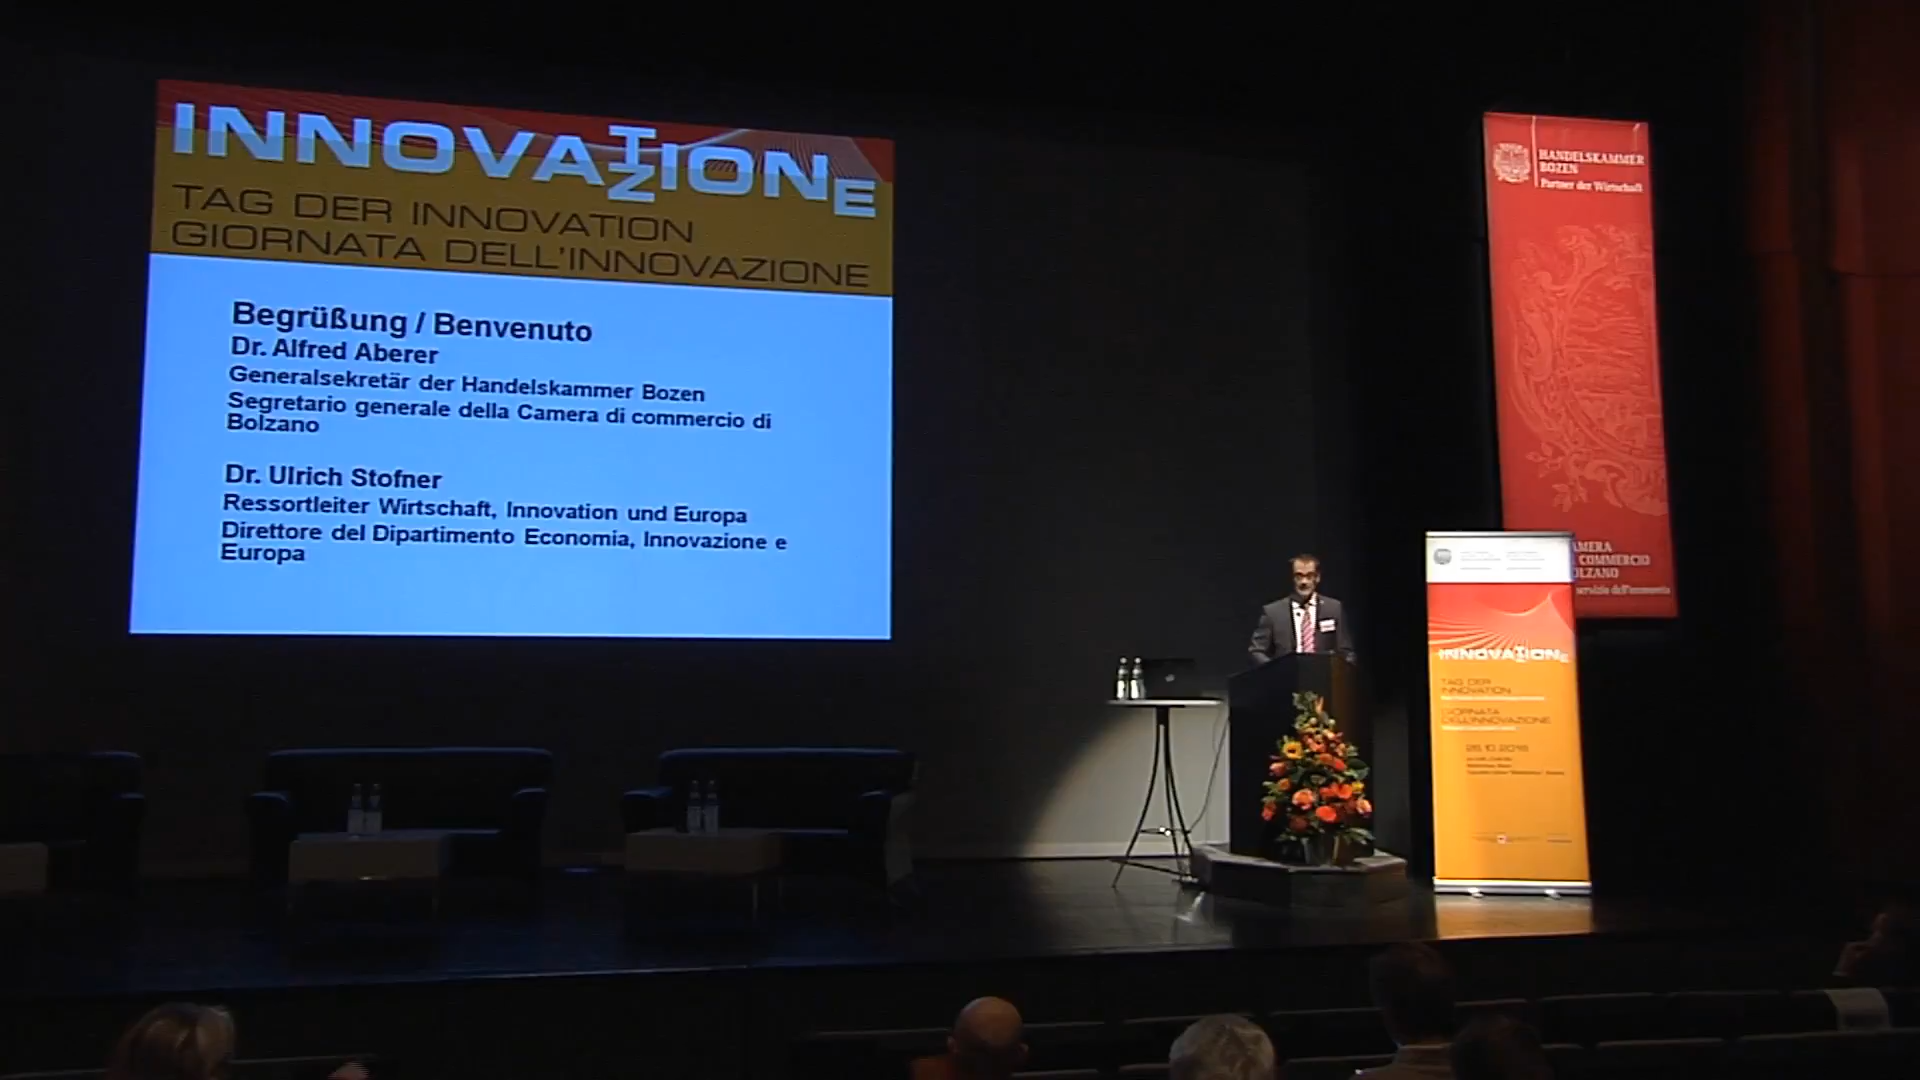 INNOVATZIONE
TAG DER INNOVATION
GIORNATA DELL'INNOVAZIONE
Begrüßung / Benvenuto
Dr. Alfred Aberer
Generalsekretär der Handelskammer Bozen
Segretario generale della Camera di commercio di
Bolzano
Dr. Ulrich Stofner
Ressortleiter Wirtschaft, Innovation und Europa
Direttore del Dipartimento Economia, Innovazione e
Europa
HANDELSKAMMER
BOZEN
Partner der Wirtschaft
AMERA
COMMERCIO
OLZANO
servizio dell'economia
INNOVATZIONE
TAG DER
INNOVATION
GIORNATA
DELL'INNOVAZIONE